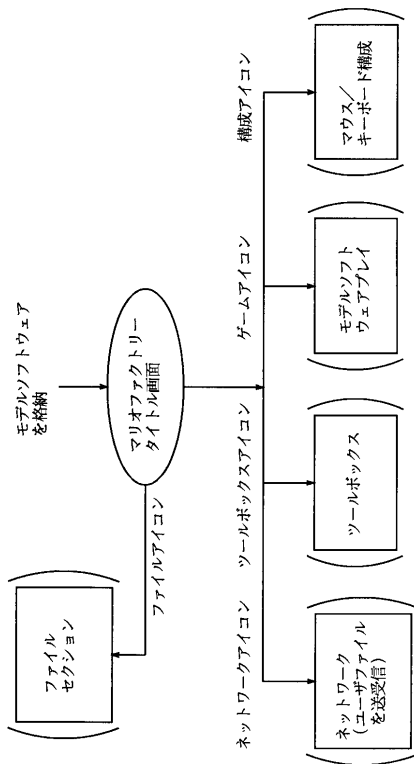 モデルソフトウェア
を格納
マリオファクトリー
タイトル画面
ファイルアイコン
ファイル
セクション
ネットワークアイコン
ツールボックスアイコン
ゲームアイコン
構成アイコン
ネットワーク
(ユーザファイル
を送受信)
ツールボックス
モデルソフト
ウェアプレイ
マウス/
キーボード構成